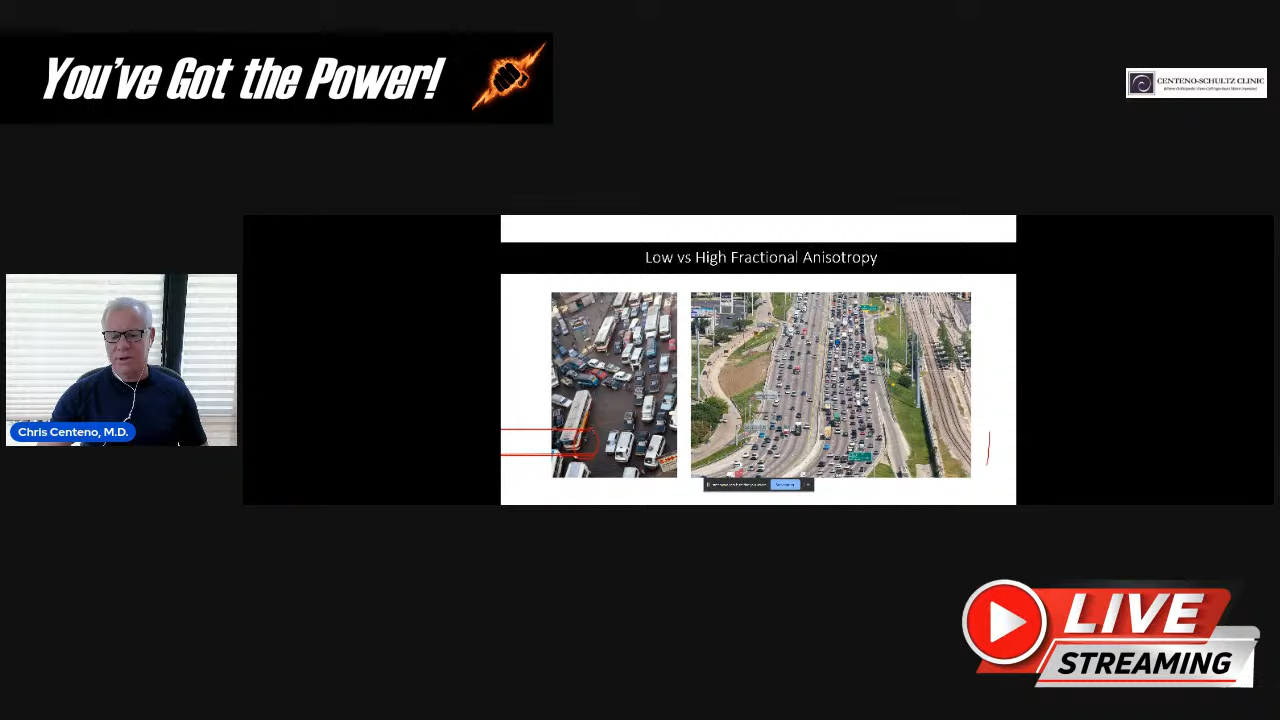 You've Got the Power!
CENTENO-SCHULTZ CLINIC
Low vs High Fractional Anisotropy
Chris Centeno, M.D.
LIVE
STREAMING